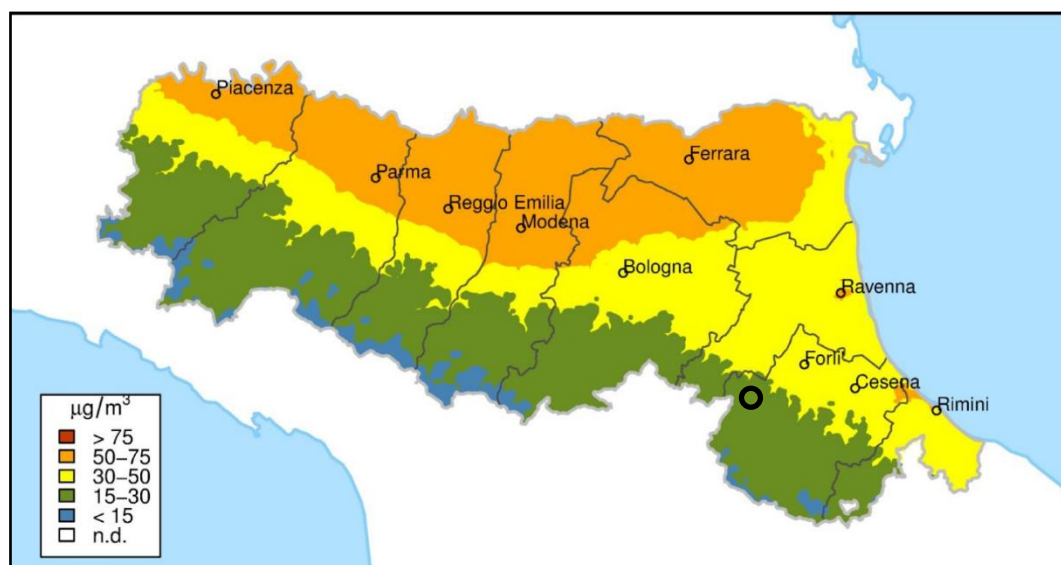 Piacenza
Parma
Reggio Emilia
Modena
Ferrara
Bologna
Ravenna
Forlì
Cesena
Rimini
µg/m³
> 75
50–75
30–50
15–30
< 15
n.d.